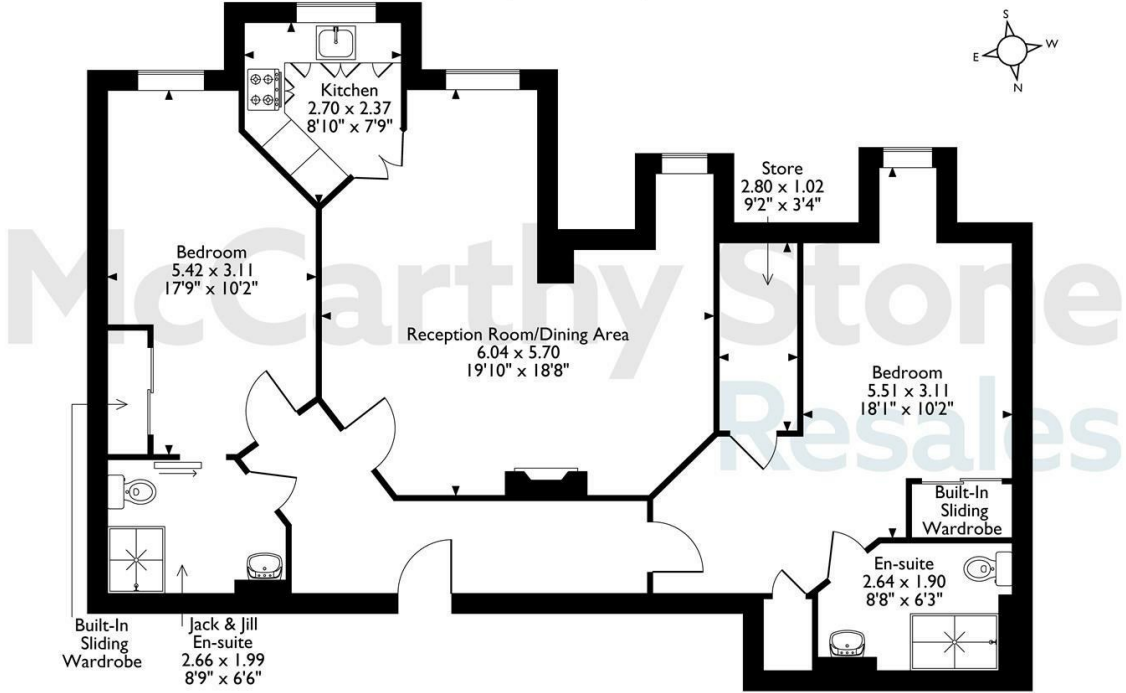 S
E
W
N
Kitchen
2.70 x 2.37
8'10" x 7'9"
Store
2.80 x 1.02
9'2" x 3'4"
McCarthy Stone
Resales
Bedroom
5.42 x 3.11
17'9" x 10'2"
Reception Room/Dining Area
6.04 x 5.70
19'10" x 18'8"
Bedroom
5.51 x 3.11
18'1" x 10'2"
Built-In
Sliding
Wardrobe
En-suite
2.64 x 1.90
8'8" x 6'3"
Built-In
Sliding
Wardrobe
Jack & Jill
En-suite
2.66 x 1.99
8'9" x 6'6"